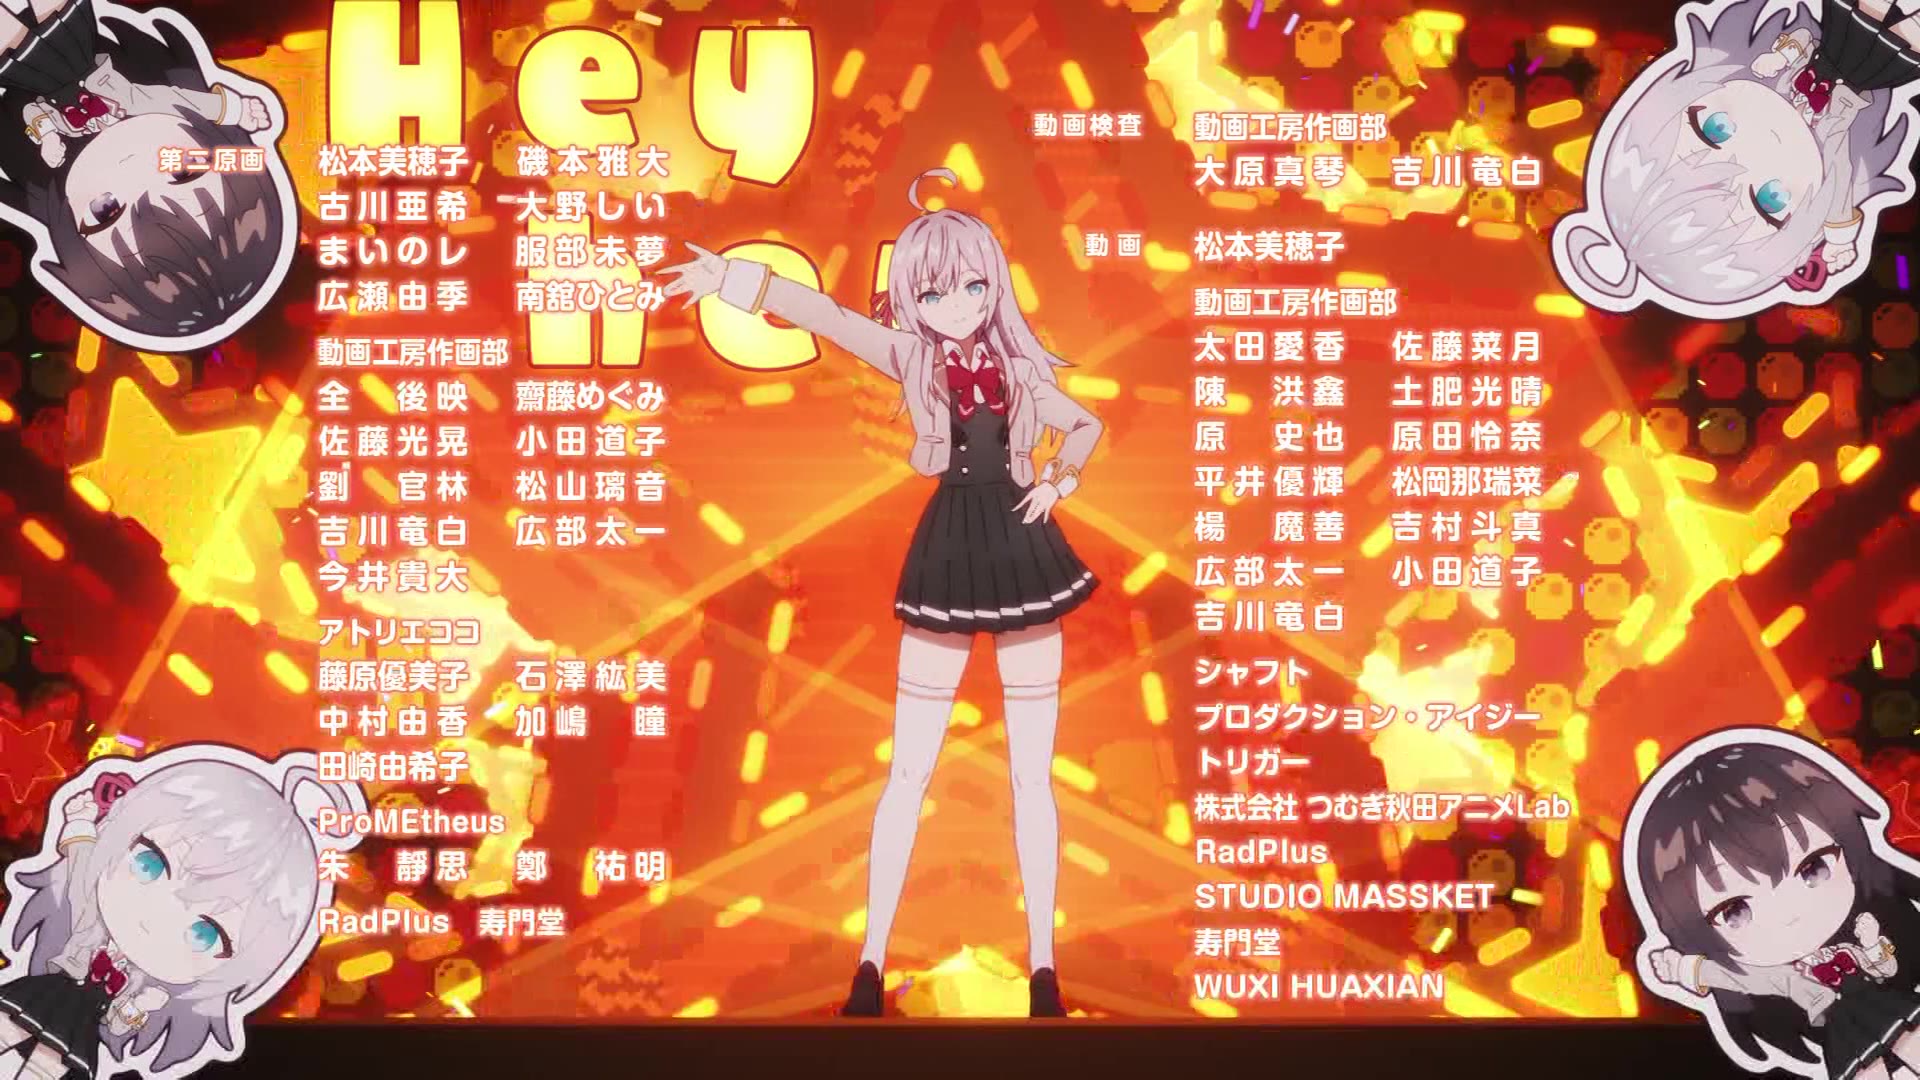 Hey
he
第二原画
松本美穂子 磯本雅大
古川亜希 大野しい
まいのレ 服部未夢
広瀬由季 南舘ひとみ
動画工房作画部
全 後映 齋藤めぐみ
佐藤光晃 小田道子
劉 官林 松山璃音
吉川竜白 広部太一
今井貴大
アトリエココ
藤原優美子 石澤紘美
中村由香 加嶋 瞳
田崎由希子
ProMEtheus
朱 靜思 鄭 祐明
RadPlus 寿門堂
動画検査
動画工房作画部
大原真琴 吉川竜白
動画
松本美穂子
動画工房作画部
太田愛香 佐藤菜月
陳 洪鑫 土肥光晴
原 史也 原田怜奈
平井優輝 松岡那瑞菜
楊 魔善 吉村斗真
広部太一 小田道子
吉川竜白
シャフト
プロダクション・アイジー
トリガー
株式会社 つむぎ秋田アニメLab
RadPlus
STUDIO MASSKET
寿門堂
WUXI HUAXIAN